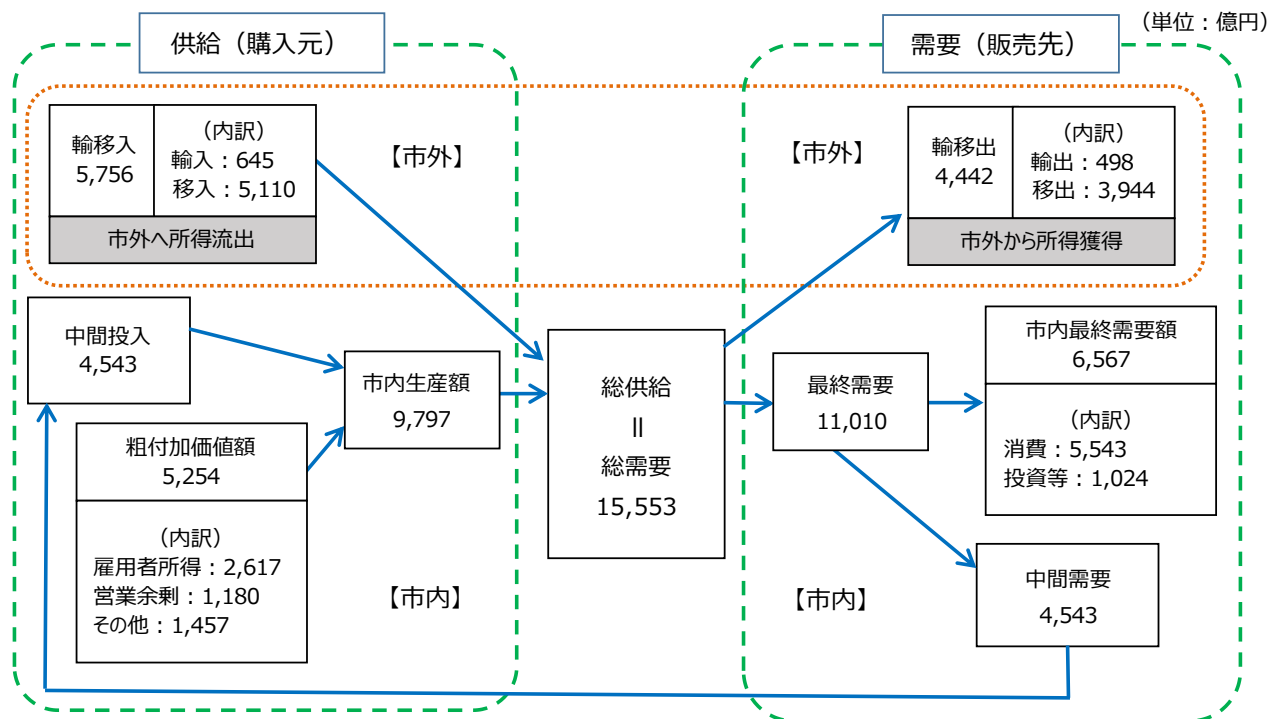 （単位：億円）
供給（購入元）
需要（販売先）
輸移入
5,756
（内訳）
輸入：645
移入：5,110
市外へ所得流出
【市外】
【市外】
輸移出
4,442
（内訳）
輸出：498
移出：3,944
市外から所得獲得
中間投入
4,543
市内生産額
9,797
粗付加価値額
5,254
（内訳）
雇用者所得：2,617
営業余剰：1,180
その他：1,457
【市内】
総供給
||
総需要
15,553
最終需要
11,010
市内最終需要額
6,567
（内訳）
消費：5,543
投資等：1,024
【市内】
中間需要
4,543